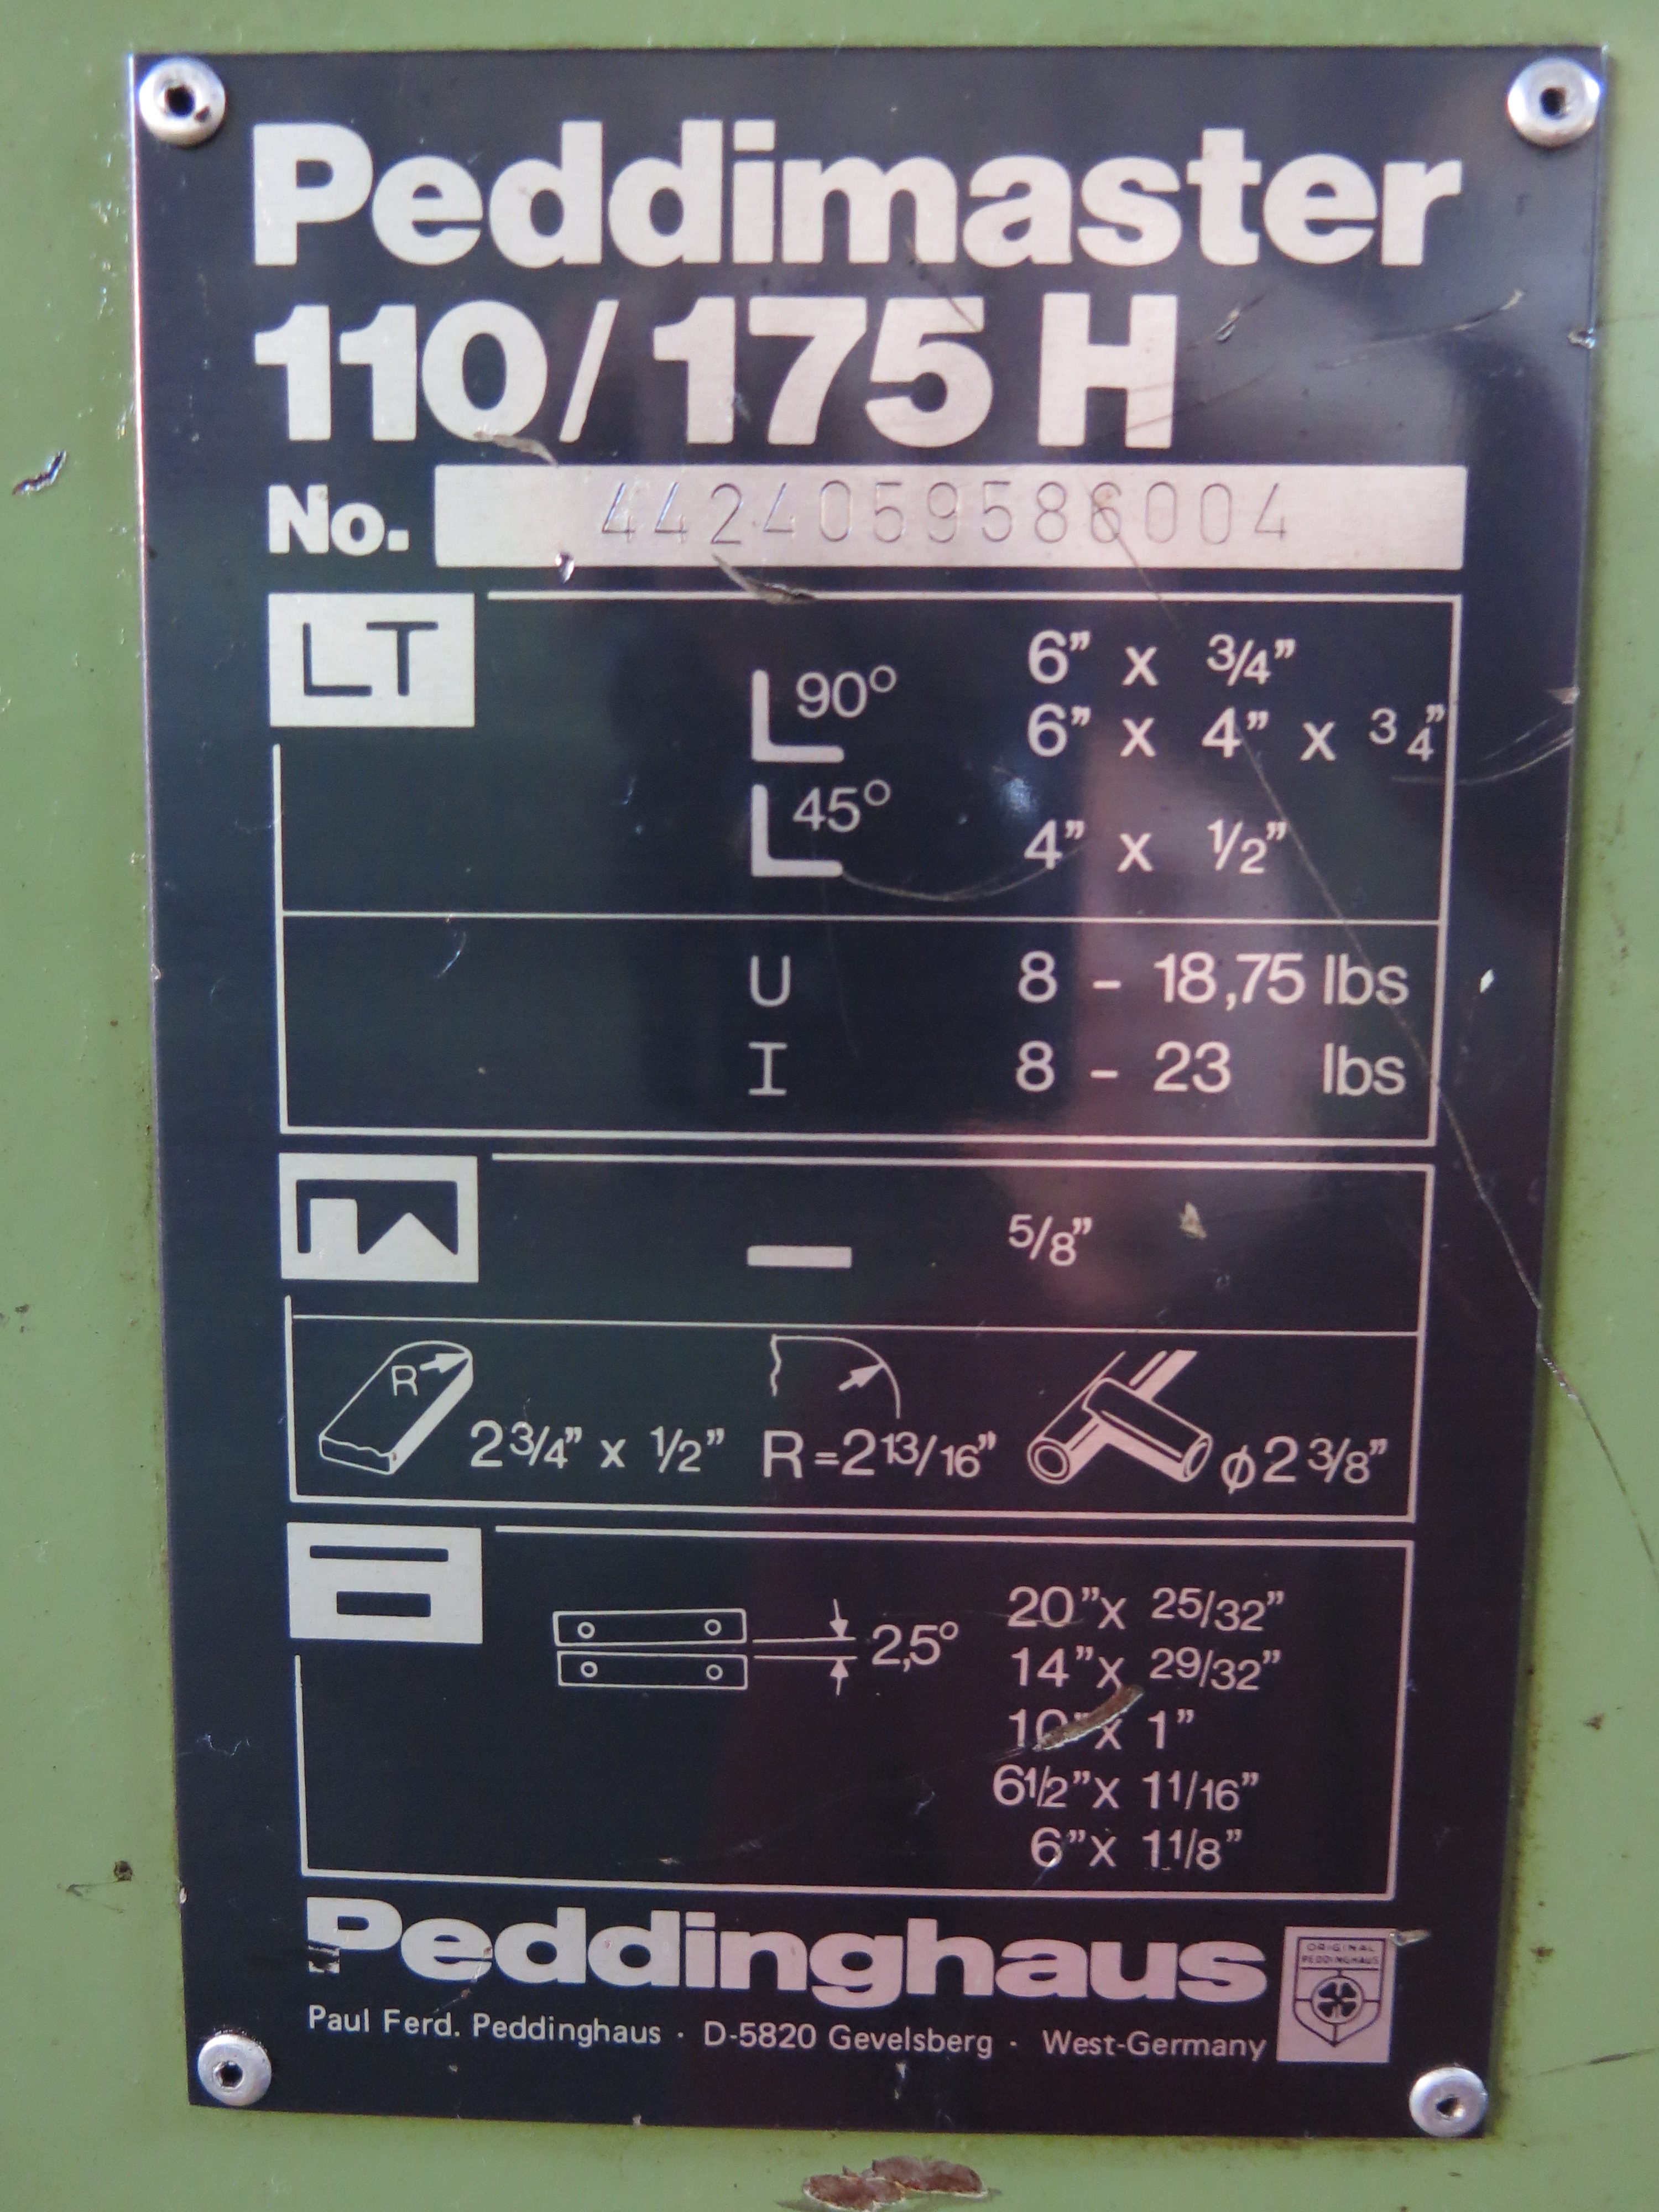 Peddimaster
110/175 H
No. 4424059586004
LT
90° 6" x 3/4"
6" x 4" x 3 4"
45° 4" x 1/2"
U 8 - 18,75 lbs
I 8 - 23 lbs
5/8"
R 2 3/4" x 1/2" R=2 13/16" ϕ2 3/8"
20"x 25/32"
2,5° 14"x 29/32"
10"x 1"
6 1/2"x 1 1/16"
6"x 1 1/8"
Peddinghaus
ORIGINAL
PEDDINGHAUS
Paul Ferd. Peddinghaus · D-5820 Gevelsberg · West-Germany